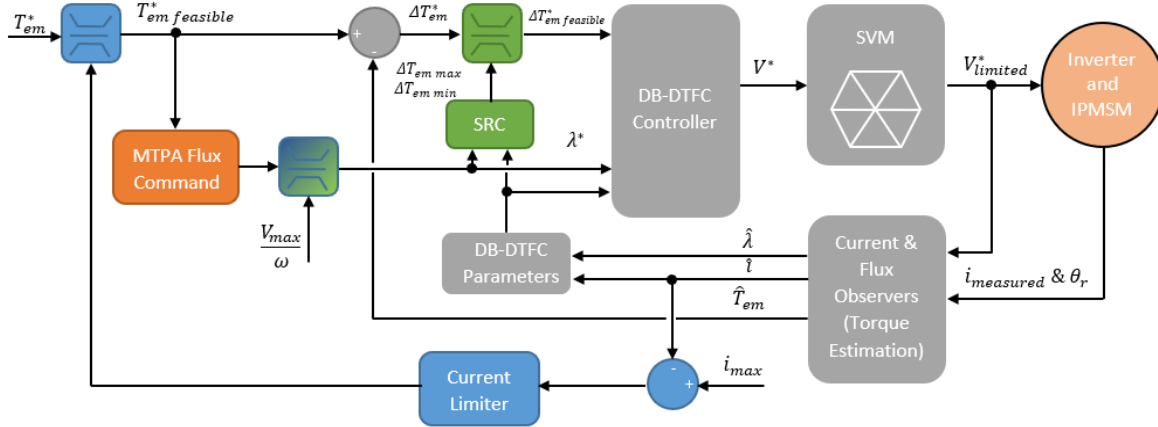 T*em
T*em feasible
ΔT*em
ΔT*em feasible
+
-
ΔTem max
ΔTem min
SRC
λ*
DB-DTFC
Controller
V*
SVM
V*limited
Inverter
and
IPMSM
MTPA Flux
Command
Vmax
ω
DB-DTFC
Parameters
λ̂
î
T̂em
Current &
Flux
Observers
(Torque
Estimation)
imeasured & θr
Current
Limiter
-
+
imax